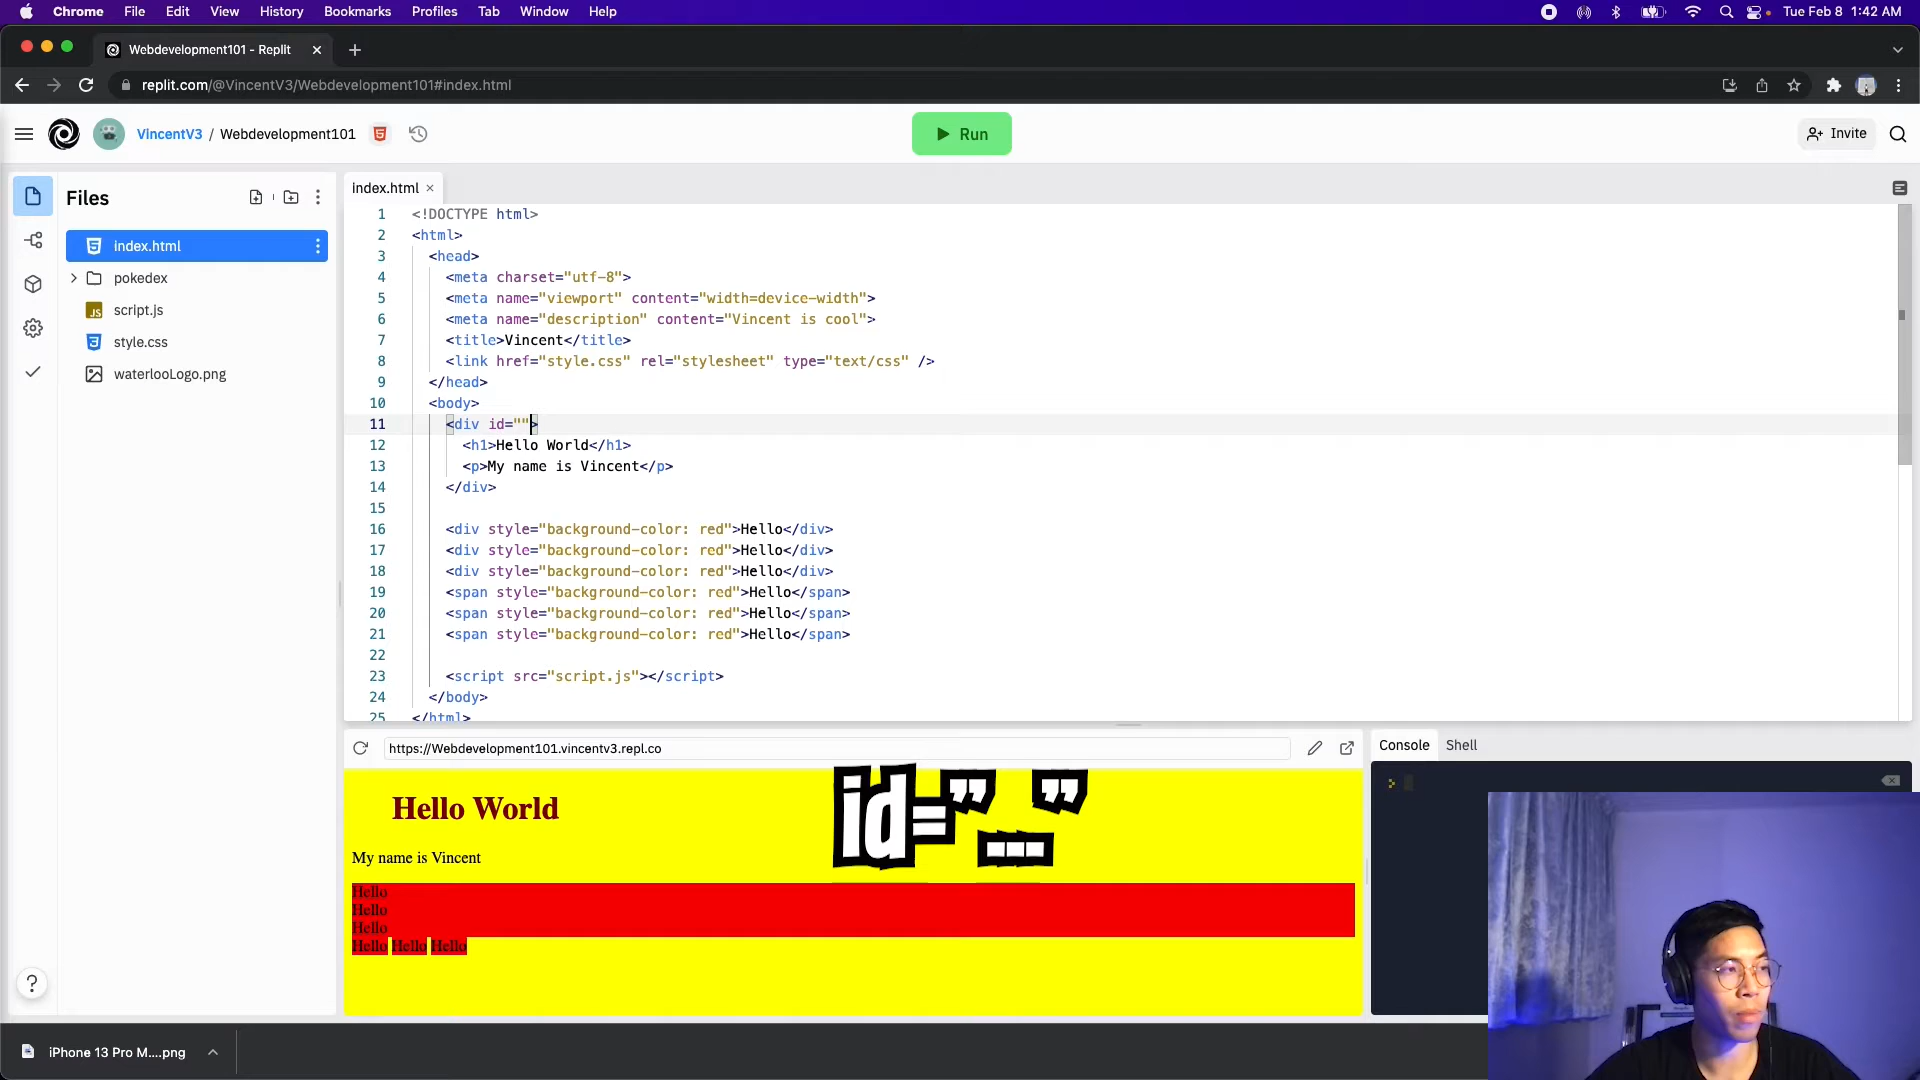 Chrome File Edit View History Bookmarks Profiles Tab Window Help Tue Feb 8 1:42 AM
Webdevelopment101 - Replit
replit.com/@VincentV3/Webdevelopment101#index.html
VincentV3 / Webdevelopment101
Run
Invite
Files
index.html
pokedex
script.js
style.css
waterlooLogo.png
index.html
1 <!DOCTYPE html>
2 <html>
3 <head>
4 <meta charset="utf-8">
5 <meta name="viewport" content="width=device-width">
6 <meta name="description" content="Vincent is cool">
7 <title>Vincent</title>
8 <link href="style.css" rel="stylesheet" type="text/css" />
9 </head>
10 <body>
11 <div id="">
12 <h1>Hello World</h1>
13 <p>My name is Vincent</p>
14 </div>
15
16 <div style="background-color: red">Hello</div>
17 <div style="background-color: red">Hello</div>
18 <div style="background-color: red">Hello</div>
19 <span style="background-color: red">Hello</span>
20 <span style="background-color: red">Hello</span>
21 <span style="background-color: red">Hello</span>
22
23 <script src="script.js"></script>
24 </body>
25 </html>
https://Webdevelopment101.vincentv3.repl.co
Console Shell
Hello World
id="_"
My name is Vincent
Hello
Hello
Hello
Hello Hello Hello
iPhone 13 Pro M....png